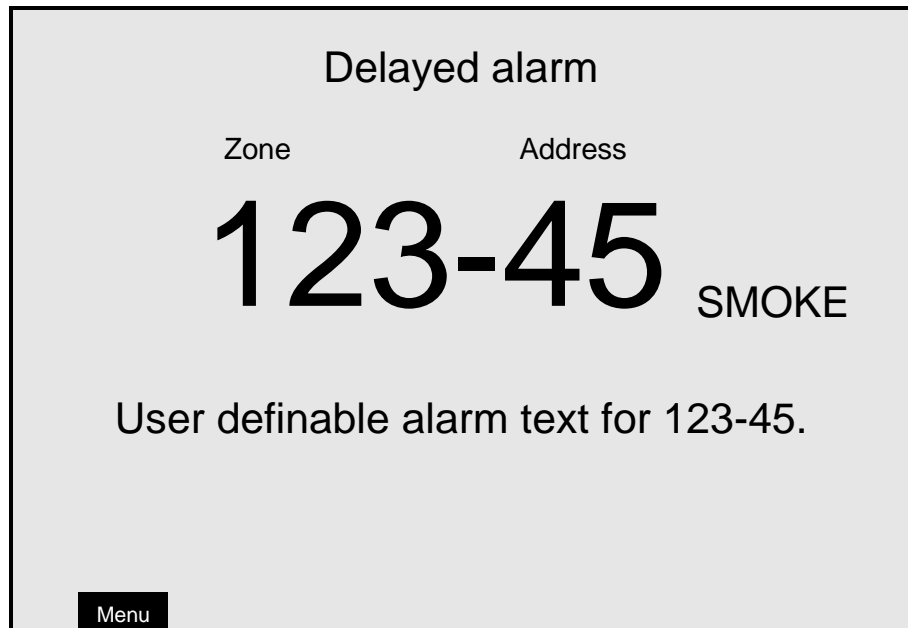 Delayed alarm
Zone Address
123-45 SMOKE
User definable alarm text for 123-45.
Menu